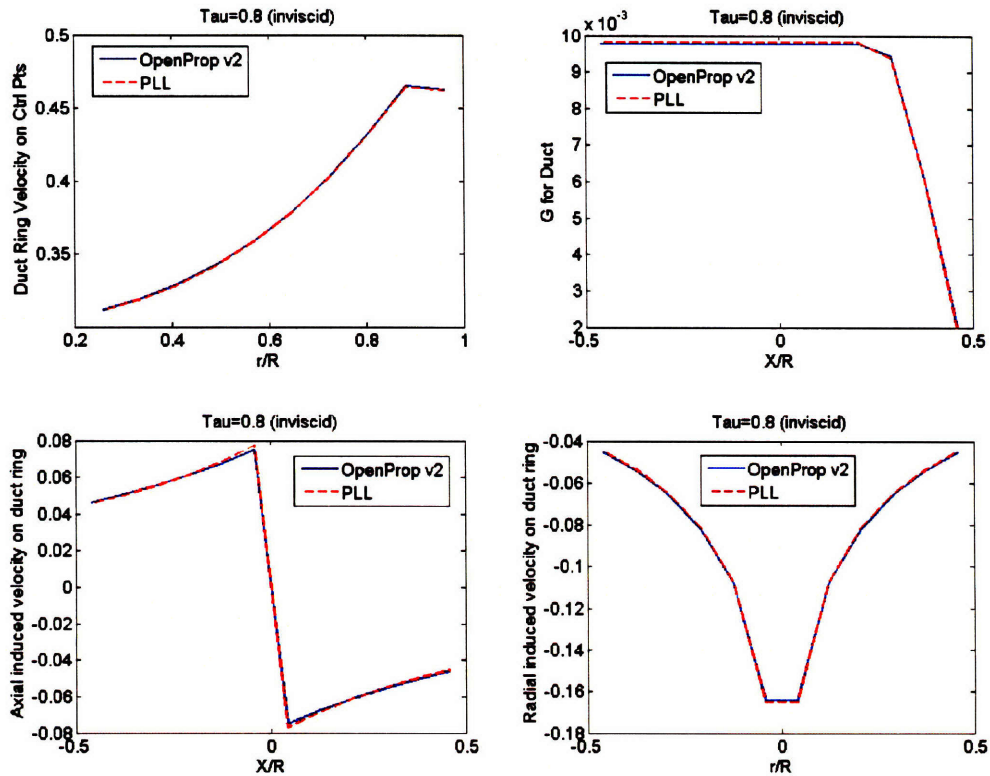 Tau=0.8 (inviscid)
Duct Ring Velocity on Ctrl Pts
0.5
0.45
0.4
0.35
OpenProp v2
PLL
0.2
0.4
0.6
0.8
1
r/R
Tau=0.8 (inviscid)
x 10^-3
G for Duct
10
9
8
7
6
5
4
3
2
OpenProp v2
PLL
-0.5
0
0.5
X/R
Tau=0.8 (inviscid)
Axial induced velocity on duct ring
0.08
0.06
0.04
0.02
0
-0.02
-0.04
-0.06
-0.08
OpenProp v2
PLL
-0.5
0
0.5
X/R
Tau=0.8 (inviscid)
Radial induced velocity on duct ring
-0.04
-0.06
-0.08
-0.1
-0.12
-0.14
-0.16
-0.18
OpenProp v2
PLL
-0.5
0
0.5
r/R